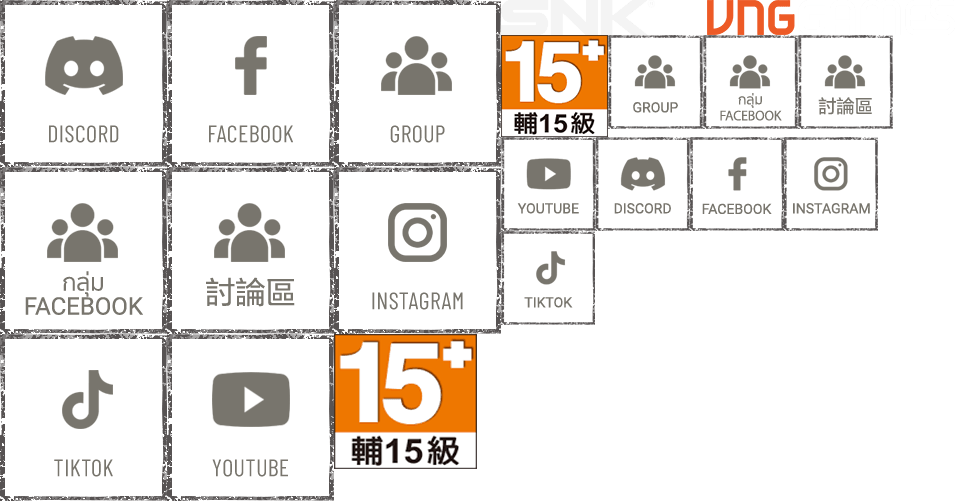 DISCORD
FACEBOOK
GROUP
กลุ่ม
FACEBOOK
討論區
INSTAGRAM
TIKTOK
YOUTUBE
15+
輔15級
SNK
VNG
15+
輔15級
GROUP
กลุ่ม
FACEBOOK
討論區
YOUTUBE
DISCORD
FACEBOOK
INSTAGRAM
TIKTOK